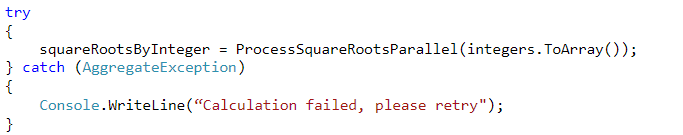 try
{
    squareRootsByInteger = ProcessSquareRootsParallel(integers.ToArray());
} catch (AggregateException)
{
    Console.WriteLine(“Calculation failed, please retry");
}